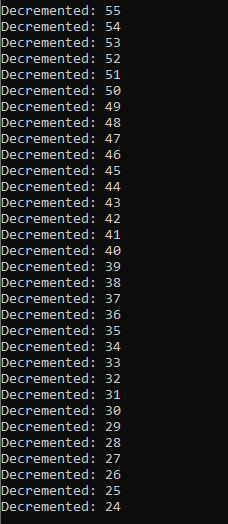 Decremented: 55
Decremented: 54
Decremented: 53
Decremented: 52
Decremented: 51
Decremented: 50
Decremented: 49
Decremented: 48
Decremented: 47
Decremented: 46
Decremented: 45
Decremented: 44
Decremented: 43
Decremented: 42
Decremented: 41
Decremented: 40
Decremented: 39
Decremented: 38
Decremented: 37
Decremented: 36
Decremented: 35
Decremented: 34
Decremented: 33
Decremented: 32
Decremented: 31
Decremented: 30
Decremented: 29
Decremented: 28
Decremented: 27
Decremented: 26
Decremented: 25
Decremented: 24